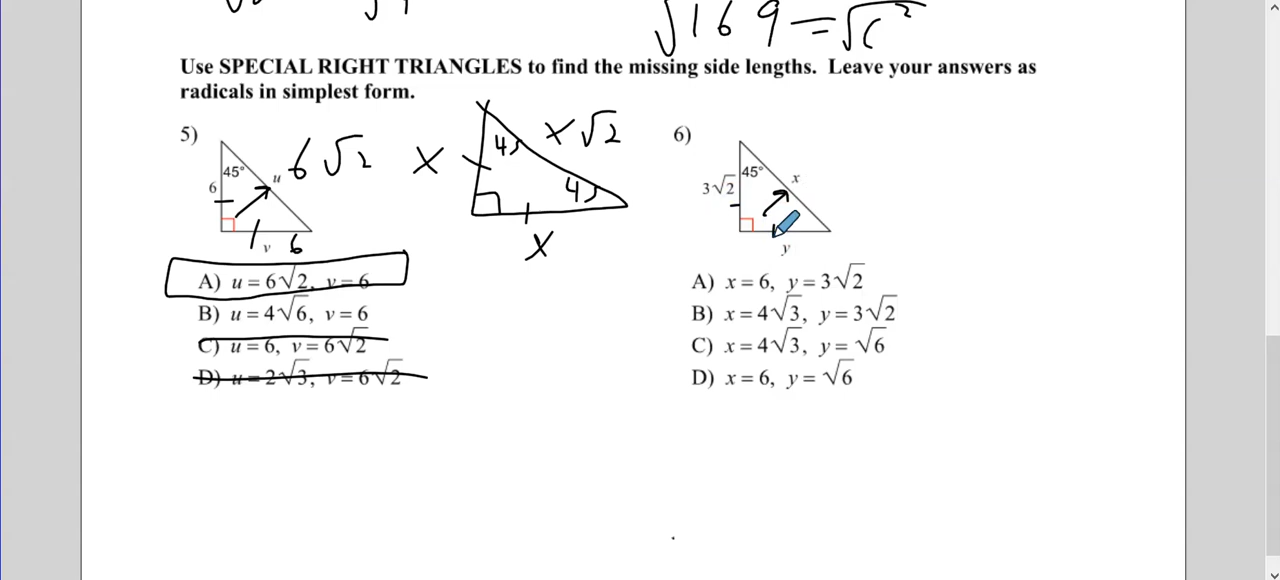 √169 = √c²
Use SPECIAL RIGHT TRIANGLES to find the missing side lengths. Leave your answers as
radicals in simplest form.
5)
45°
6
u
6√2
v
6
x
45
x√2
45
x
A) u = 6√2, v = 6
B) u = 4√6, v = 6
C) u = 6, v = 6√2
D) u = 2√3, v = 6√2
6)
45°
3√2
x
y
A) x = 6, y = 3√2
B) x = 4√3, y = 3√2
C) x = 4√3, y = √6
D) x = 6, y = √6